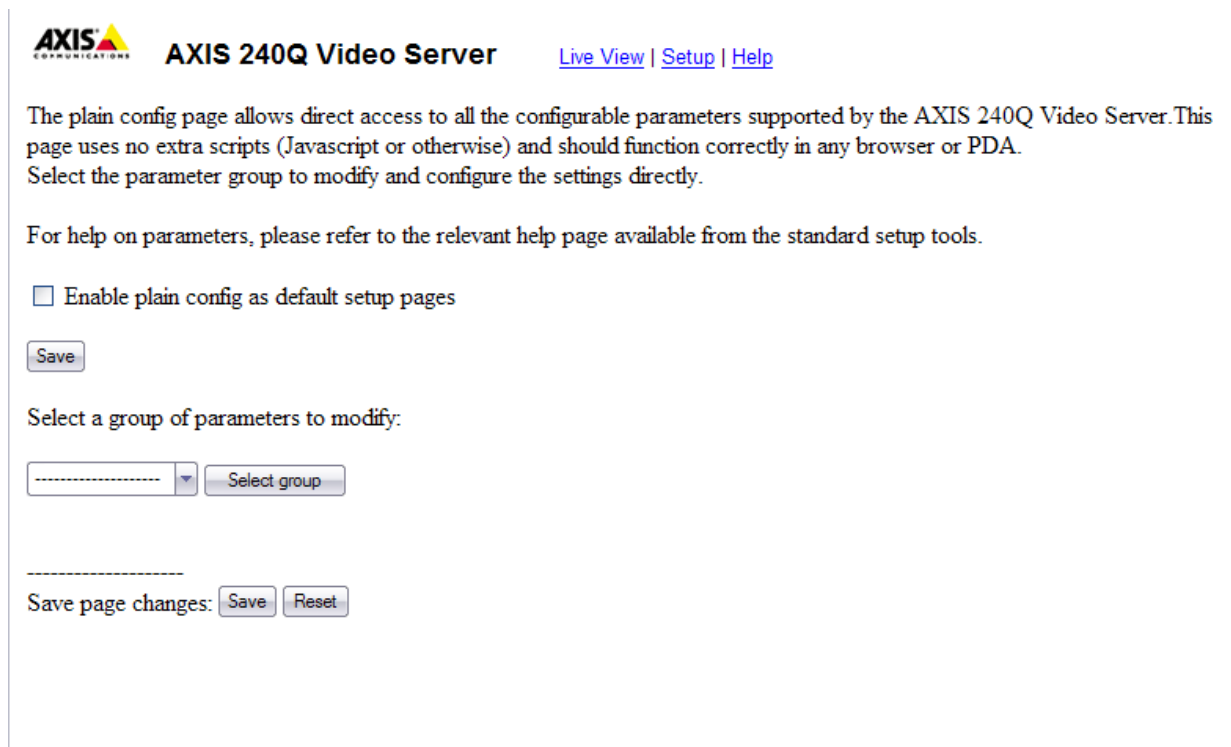 AXIS
COMMUNICATIONS
AXIS 240Q Video Server
Live View | Setup | Help
The plain config page allows direct access to all the configurable parameters supported by the AXIS 240Q Video Server.This
page uses no extra scripts (Javascript or otherwise) and should function correctly in any browser or PDA.
Select the parameter group to modify and configure the settings directly.
For help on parameters, please refer to the relevant help page available from the standard setup tools.
Enable plain config as default setup pages
Save
Select a group of parameters to modify:
-------------------- Select group
--------------------
Save page changes: Save Reset